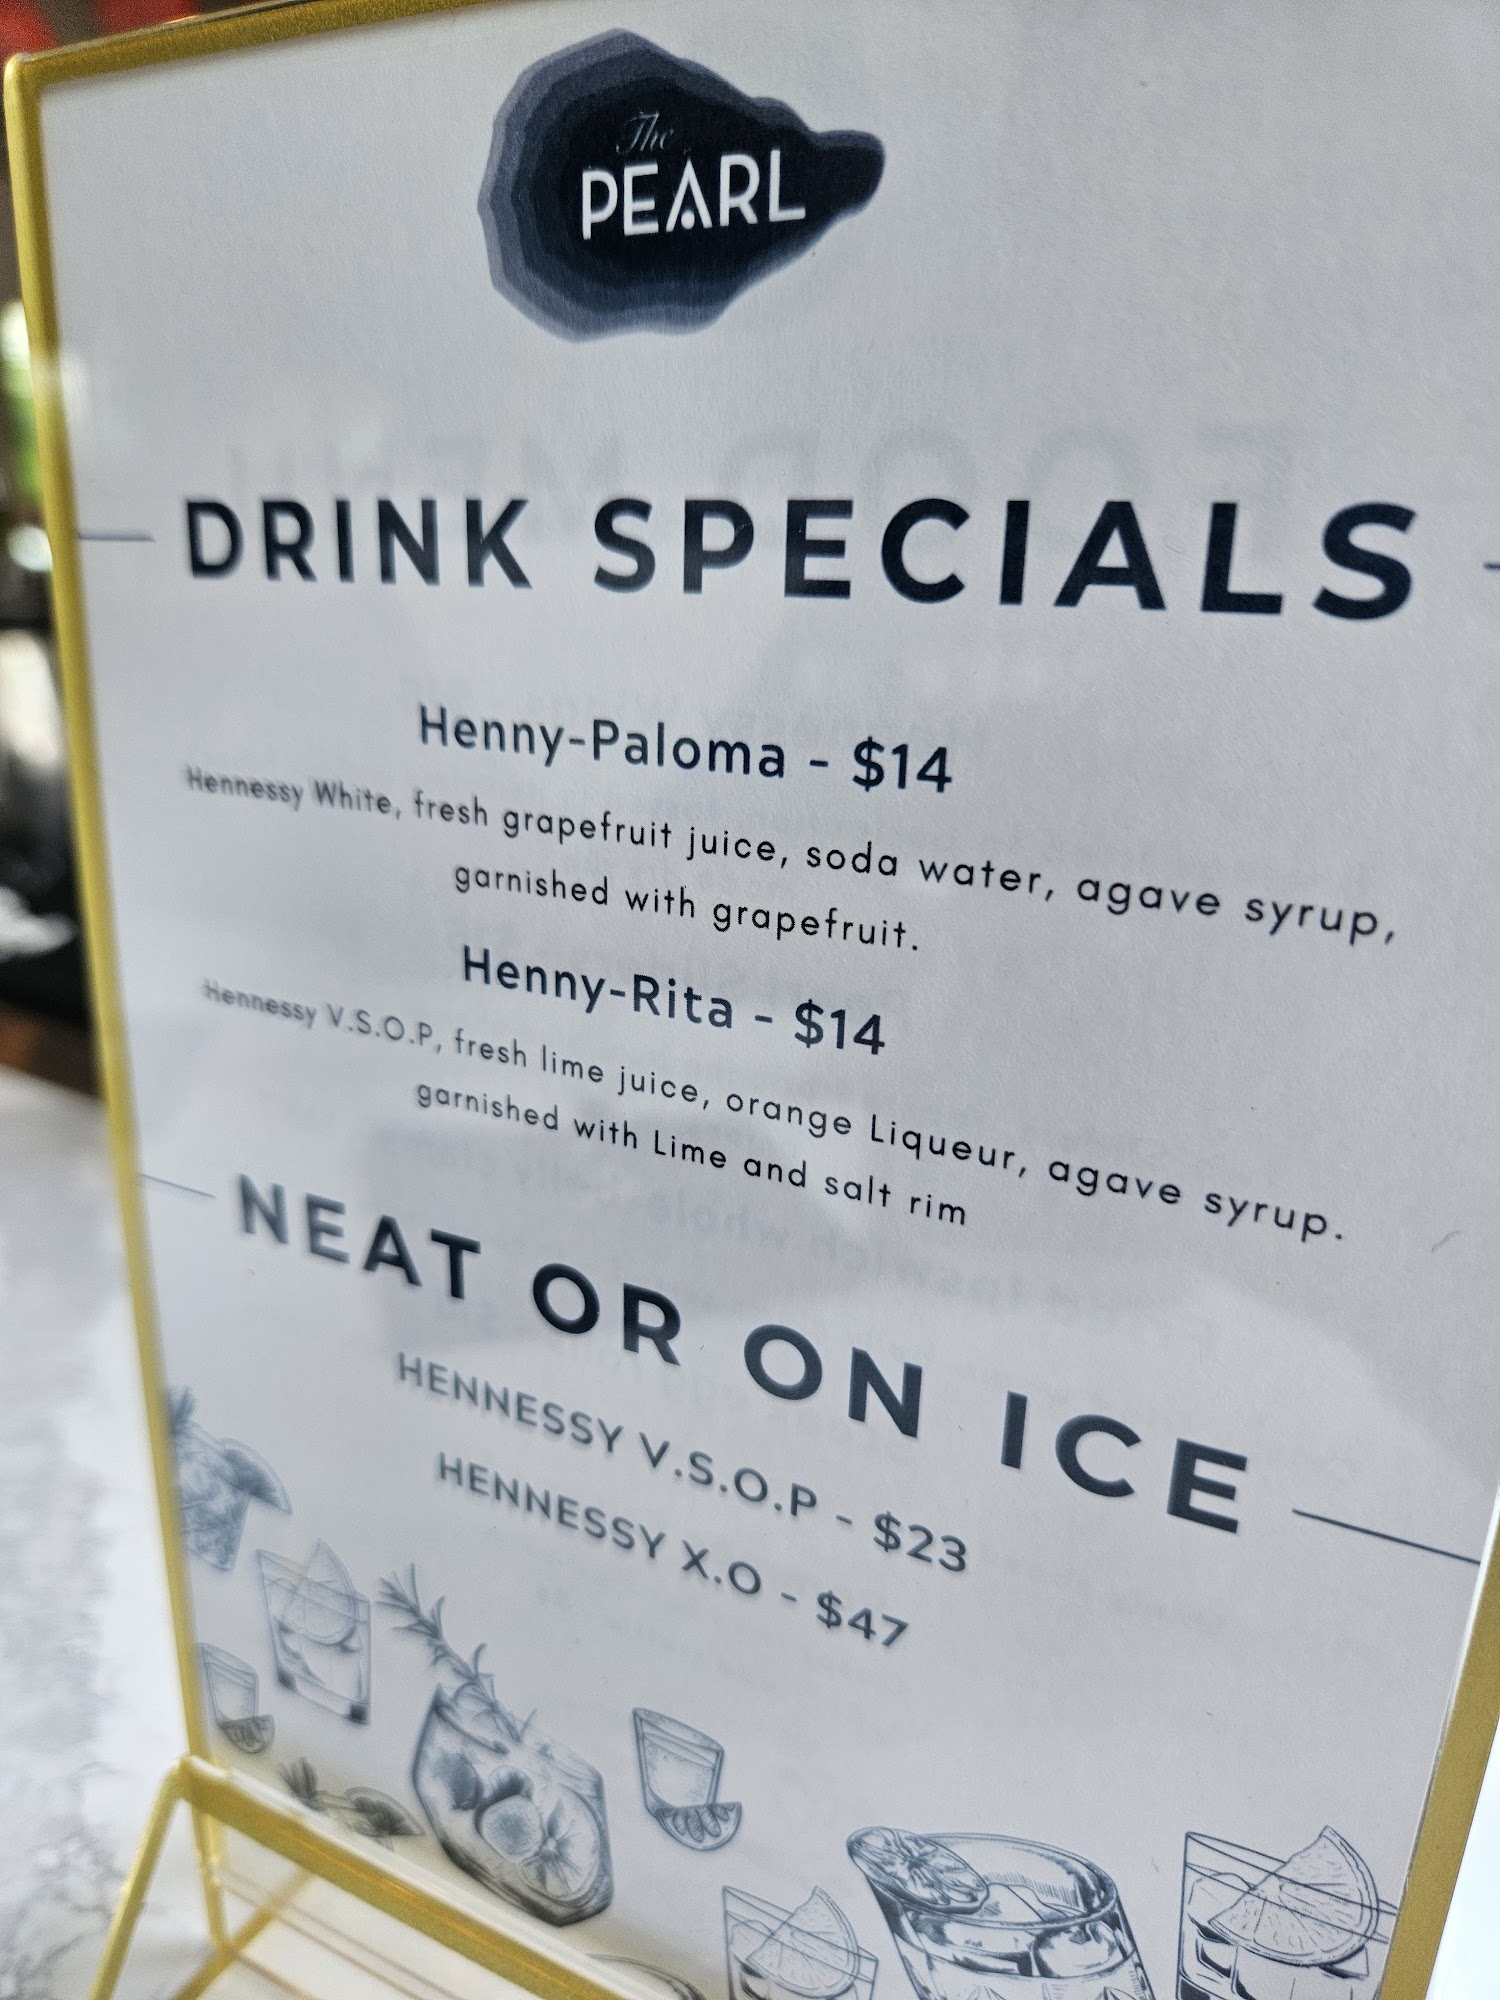 The
PEARL
DRINK SPECIALS
Henny-Paloma - $14
Hennessy White, fresh grapefruit juice, soda water, agave syrup,
garnished with grapefruit.
Henny-Rita - $14
Hennessy V.S.O.P, fresh lime juice, orange Liqueur, agave syrup.
garnished with Lime and salt rim
NEAT OR ON ICE
HENNESSY V.S.O.P - $23
HENNESSY X.O - $47